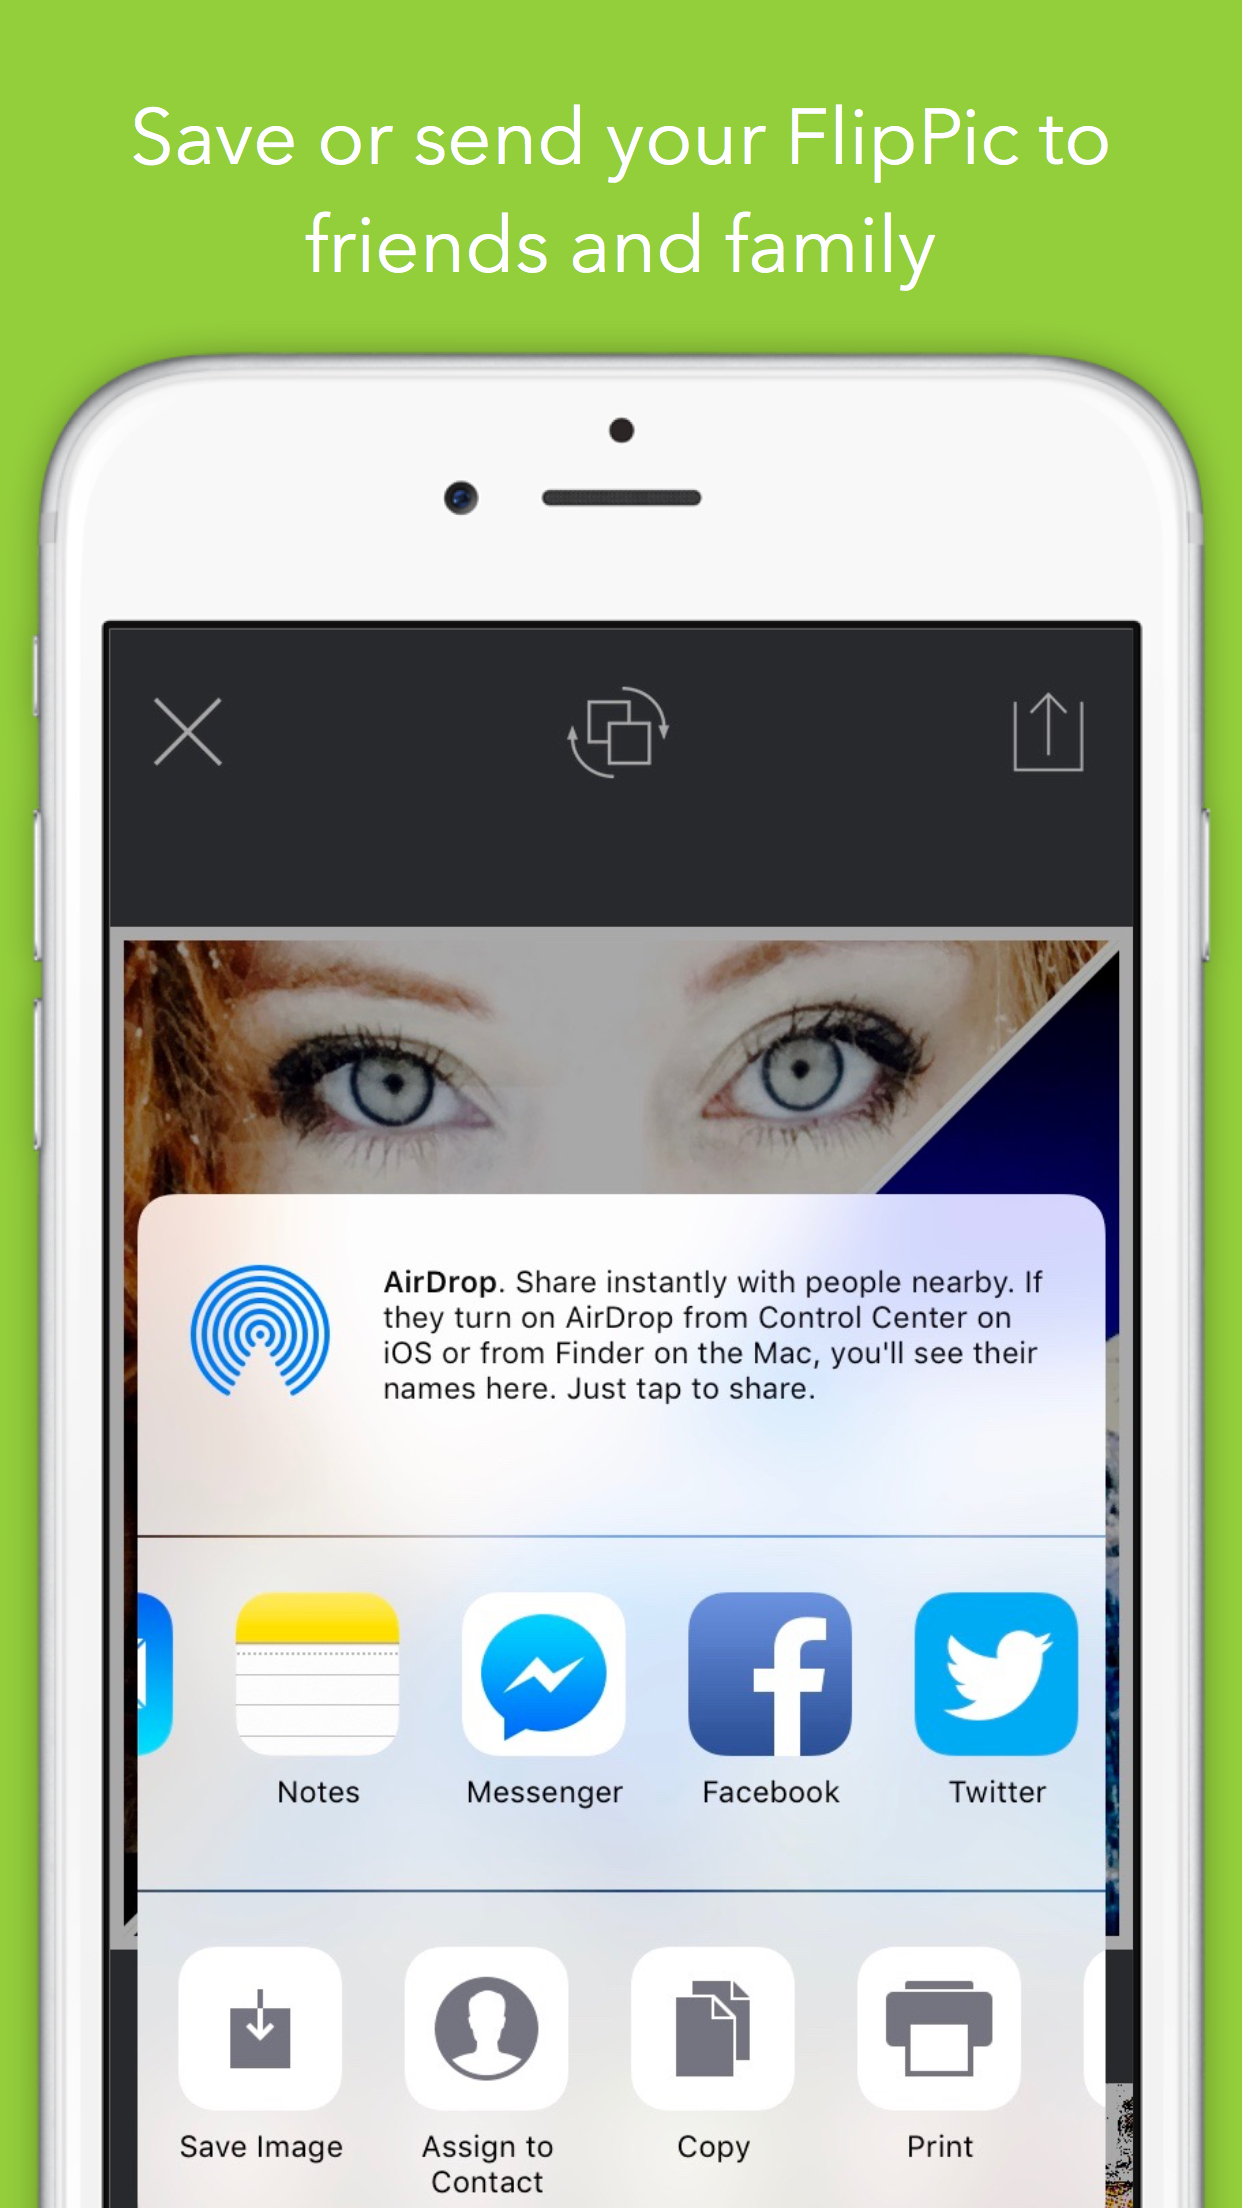 Save or send your FlipPic to
friends and family
AirDrop. Share instantly with people nearby. If
they turn on AirDrop from Control Center on
iOS or from Finder on the Mac, you'll see their
names here. Just tap to share.
Notes
Messenger
Facebook
Twitter
Save Image
Assign to
Contact
Copy
Print